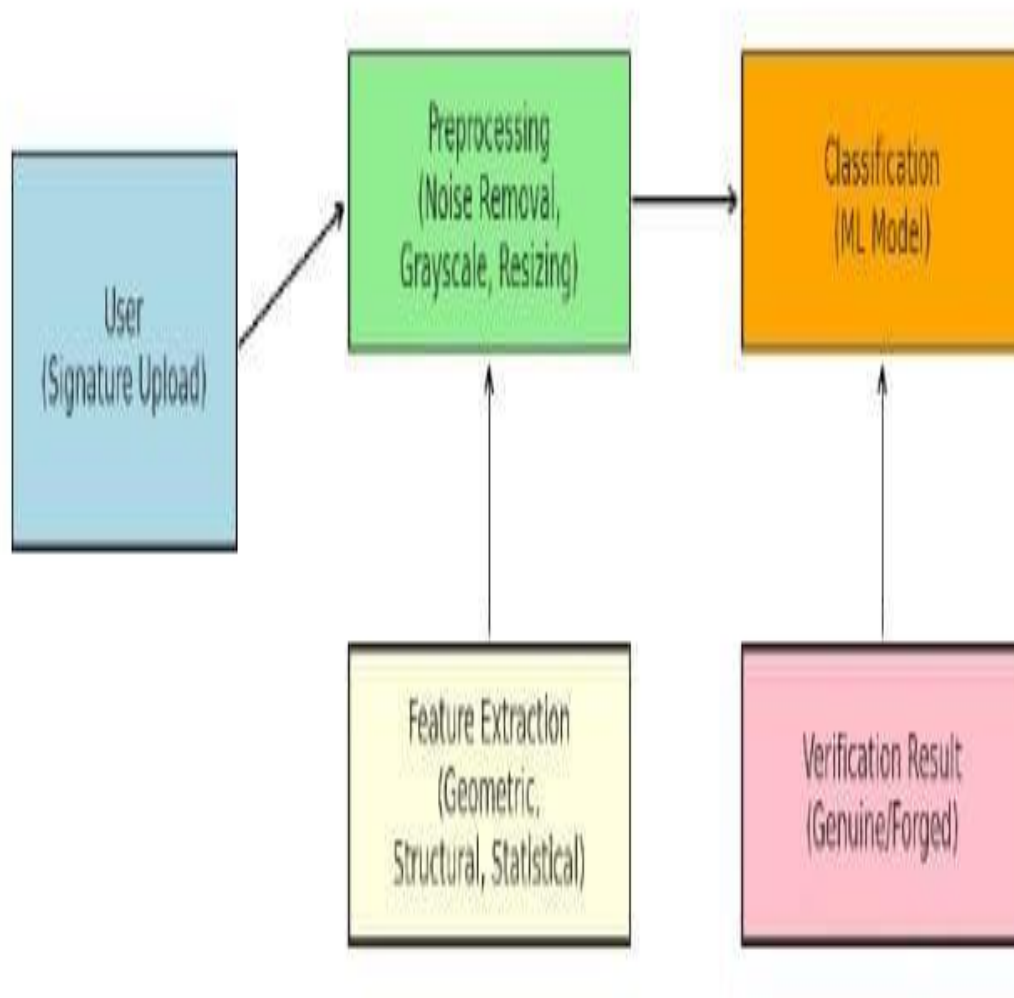 User
(Signature Upload)
Preprocessing
(Noise Removal,
Grayscale, Resizing)
Classification
(ML Model)
Feature Extraction
(Geometric,
Structural, Statistical)
Verification Result
(Genuine/Forged)